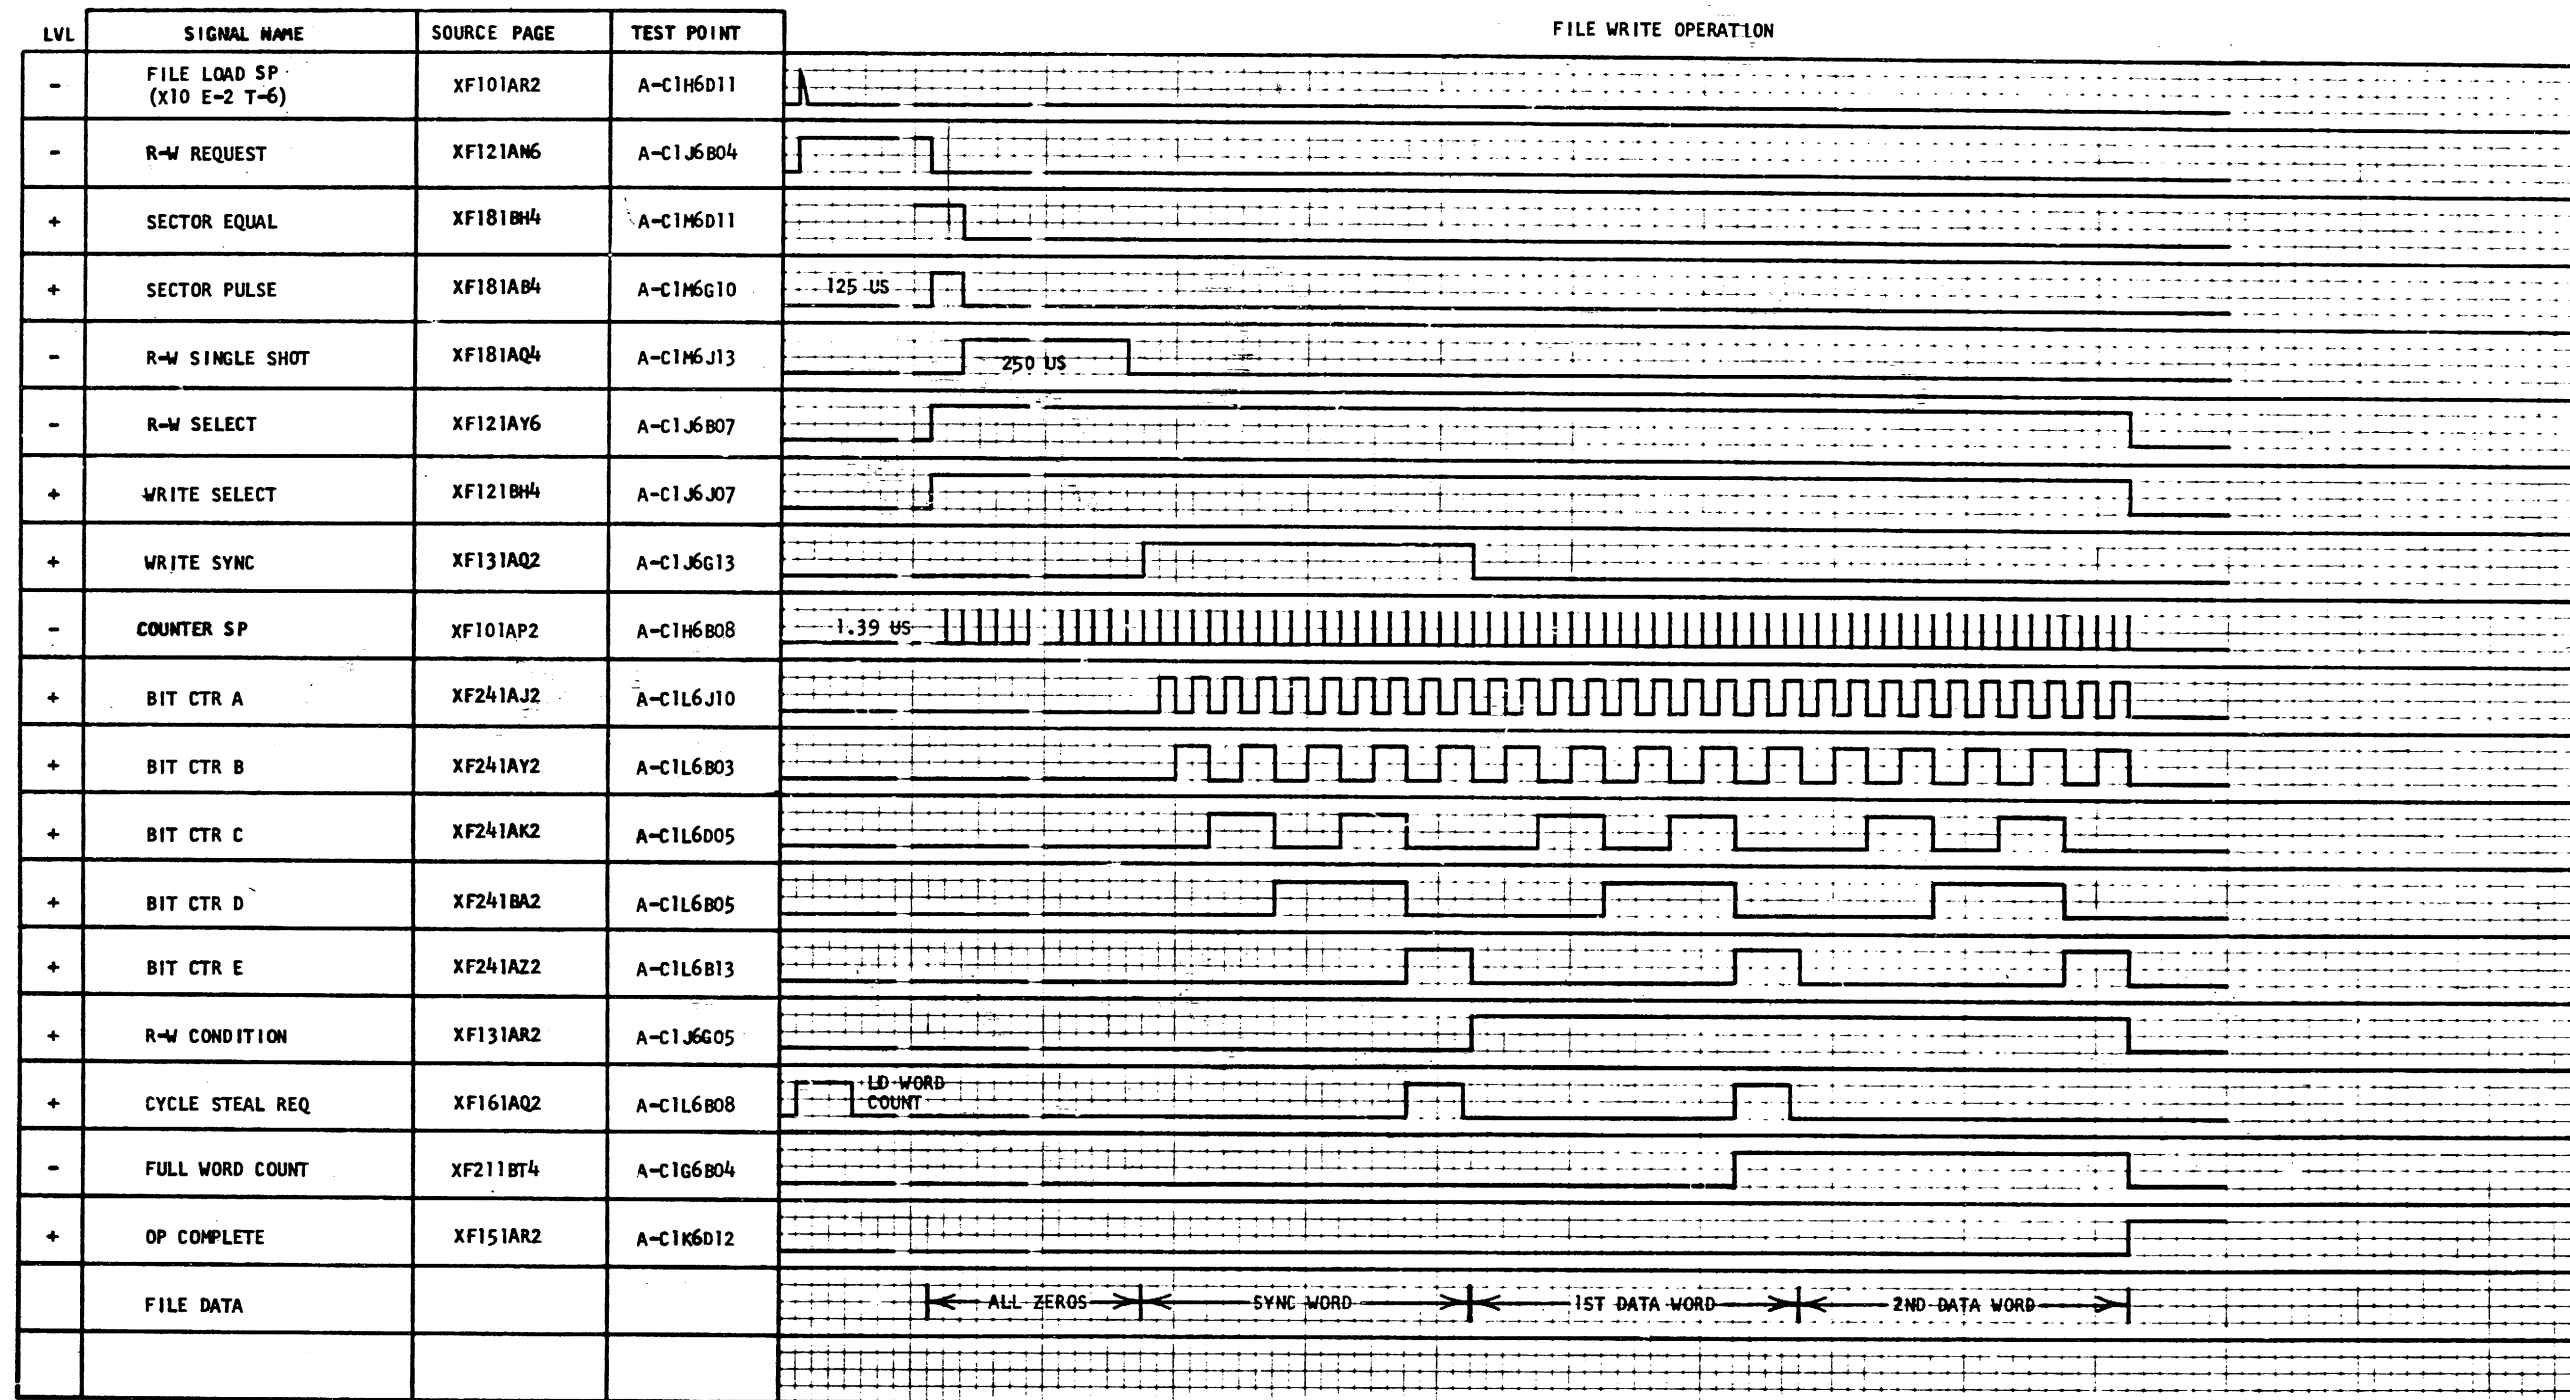 FILE WRITE OPERATION
LVL SIGNAL NAME SOURCE PAGE TEST POINT
- FILE LOAD SP XF101AR2 A-C1H6D11
(X10 E-2 T-6)
- R-W REQUEST XF121AN6 A-C1J6B04
+ SECTOR EQUAL XF181BH4 A-C1M6D11
+ SECTOR PULSE XF181AB4 A-C1M6G10 125 US
- R-W SINGLE SHOT XF181AQ4 A-C1M6J13 250 US
- R-W SELECT XF121AY6 A-C1J6B07
+ WRITE SELECT XF121BH4 A-C1J6J07
+ WRITE SYNC XF131AQ2 A-C1J6G13
- COUNTER SP XF101AP2 A-C1H6B08 1.39 US
+ BIT CTR A XF241AJ2 A-C1L6J10
+ BIT CTR B XF241AY2 A-C1L6B03
+ BIT CTR C XF241AK2 A-C1L6D05
+ BIT CTR D XF241BA2 A-C1L6B05
+ BIT CTR E XF241AZ2 A-C1L6B13
+ R-W CONDITION XF131AR2 A-C1J6G05
+ CYCLE STEAL REQ XF161AQ2 A-C1L6B08 LD WORD
COUNT
- FULL WORD COUNT XF211BT4 A-C1G6B04
+ OP COMPLETE XF151AR2 A-C1K6D12
FILE DATA ALL ZEROS SYNC WORD 1ST DATA WORD 2ND DATA WORD